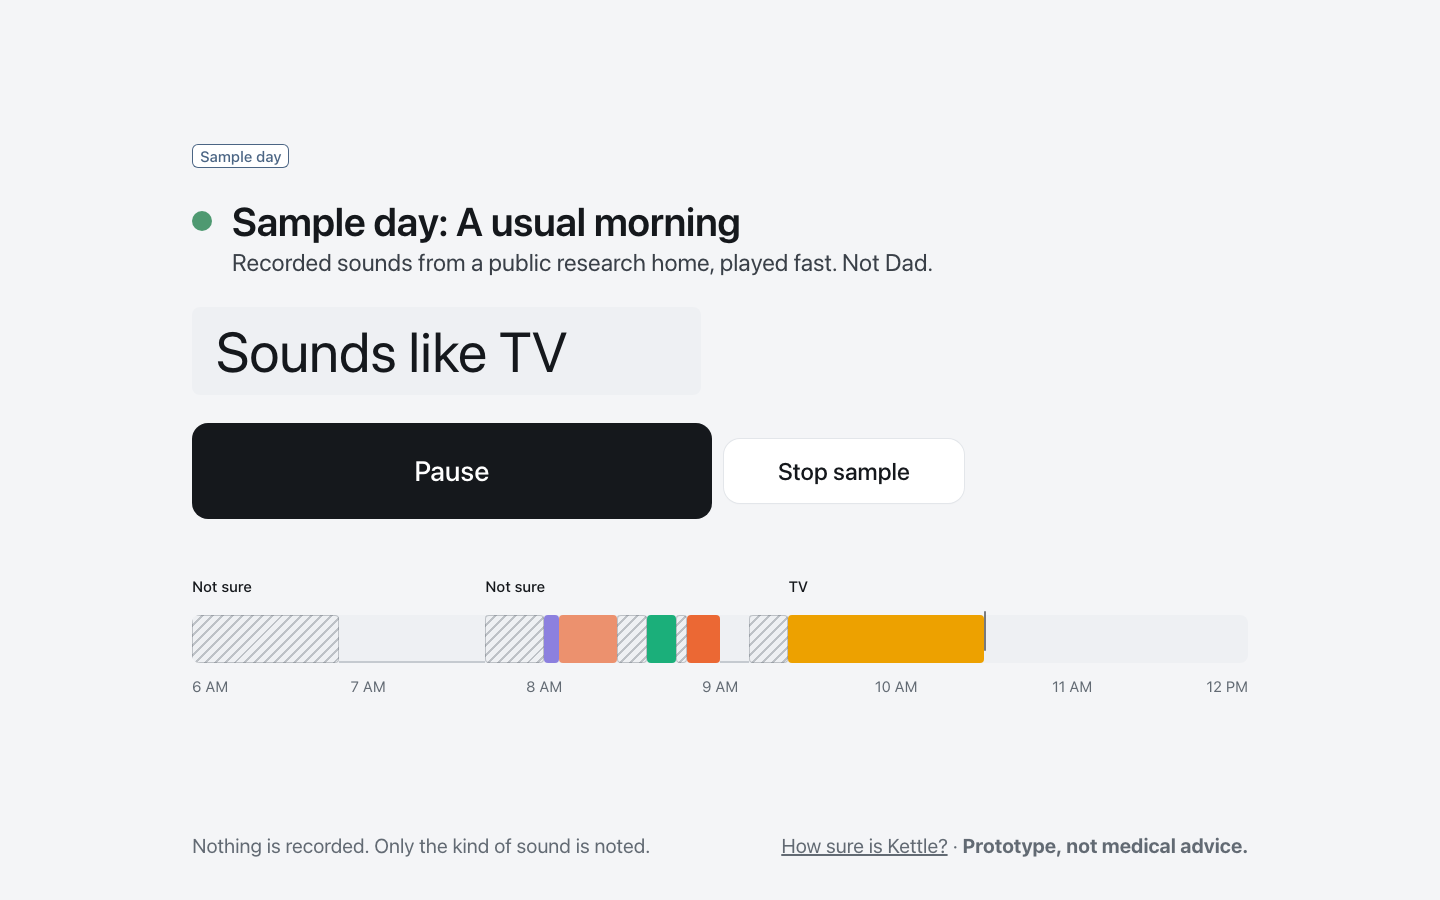 Sample day
Sample day: A usual morning
Recorded sounds from a public research home, played fast. Not Dad.
Sounds like TV
Pause
Stop sample
Not sure
Not sure
TV
6 AM
7 AM
8 AM
9 AM
10 AM
11 AM
12 PM
Nothing is recorded. Only the kind of sound is noted.
How sure is Kettle? · Prototype, not medical advice.